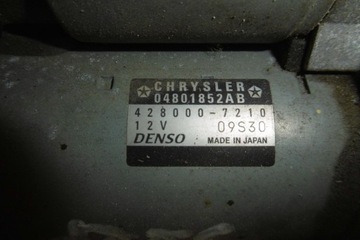 CHRYSLER
04801852AB
428000-7210
12V 09S30
DENSO MADE IN JAPAN